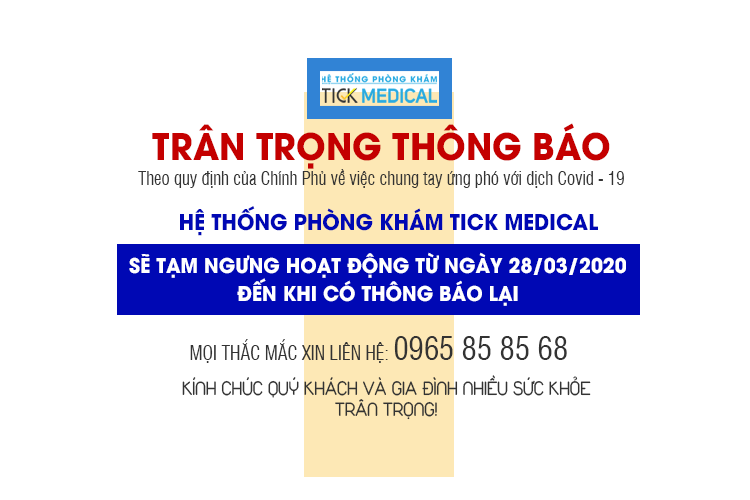 HỆ THỐNG PHÒNG KHÁM
TICK MEDICAL
TRÂN TRỌNG THÔNG BÁO
Theo quy định của Chính Phủ về việc chung tay ứng phó với dịch Covid - 19
HỆ THỐNG PHÒNG KHÁM TICK MEDICAL
SẼ TẠM NGƯNG HOẠT ĐỘNG TỪ NGÀY 28/03/2020
ĐẾN KHI CÓ THÔNG BÁO LẠI
MỌI THẮC MẮC XIN LIÊN HỆ: 0965 85 85 68
KÍNH CHÚC QUÝ KHÁCH VÀ GIA ĐÌNH NHIỀU SỨC KHỎE
TRÂN TRỌNG!